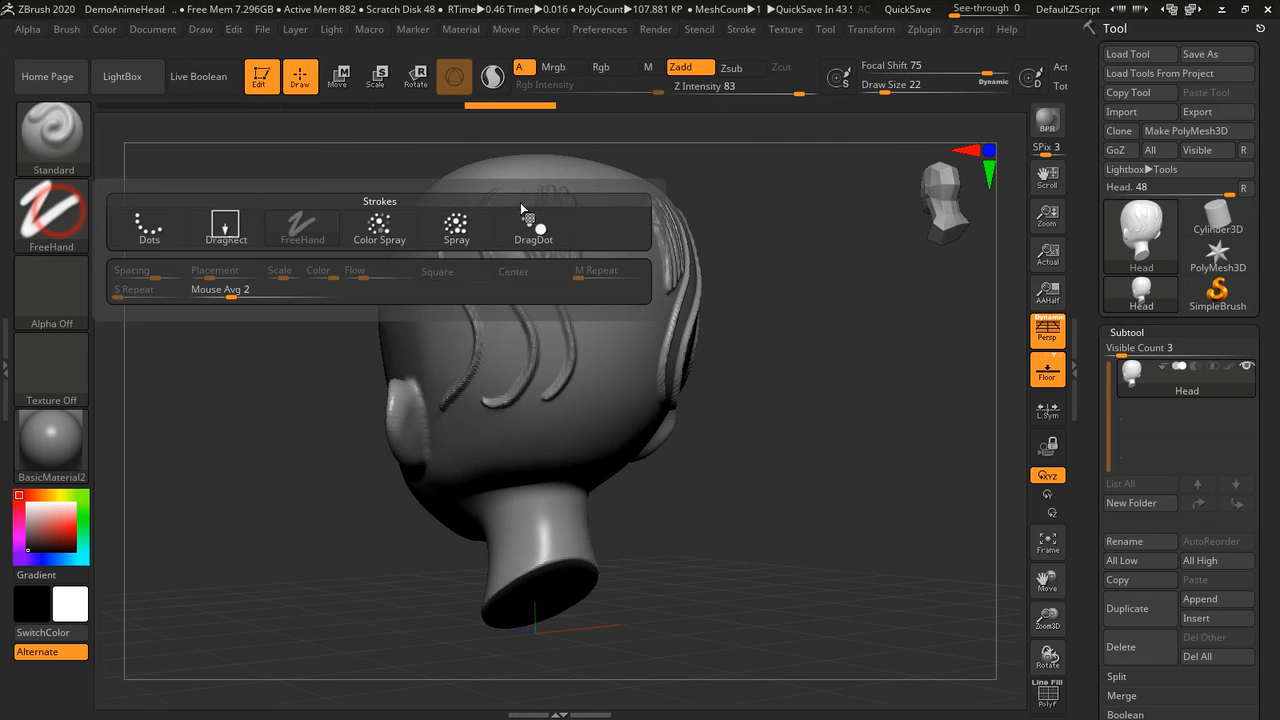 ZBrush 2020 DemoAnimeHead • Free Mem 7.296GB • Active Mem 882 • Scratch Disk 48 • RTime▶0.46 Timer▶0.016 • PolyCount▶107.881 KP • MeshCount▶1 ▶QuickSave In 43 S AC QuickSave See-through 0 DefaultZScript
Alpha Brush Color Document Draw Edit File Layer Light Macro Marker Material Movie Picker Preferences Render Stencil Stroke Texture Tool Transform Zplugin Zscript Help
Home Page LightBox Live Boolean Edit Draw Move Scale Rotate
A Mrgb Rgb M Zadd Zsub Zcut
Rgb Intensity Z Intensity 83
S Focal Shift 75 D Act
Draw Size 22 Dynamic Tot
Standard
FreeHand
Alpha Off
Texture Off
BasicMaterial2
Gradient
SwitchColor
Alternate
Strokes
Dots DragRect FreeHand Color Spray Spray DragDot
Spacing Placement Scale Color Flow Square Center M Repeat
S Repeat Mouse Avg 2
BPR
SPix 3
Scroll
Zoom
Actual
AAHalf
Dynamic
Persp
Floor
L.Sym
XYZ
Frame
Move
Zoom3D
Rotate
Line Fill
PolyF
Tool
Load Tool Save As
Load Tools From Project
Copy Tool Paste Tool
Import Export
Clone Make PolyMesh3D
GoZ All Visible R
Lightbox▶Tools
Head. 48 R
Head Cylinder3D
PolyMesh3D
Head SimpleBrush
Subtool
Visible Count 3
Head
List All
New Folder
Rename AutoReorder
All Low All High
Copy Paste
Duplicate Append
Insert
Delete Del Other
Del All
Split
Merge
Boolean